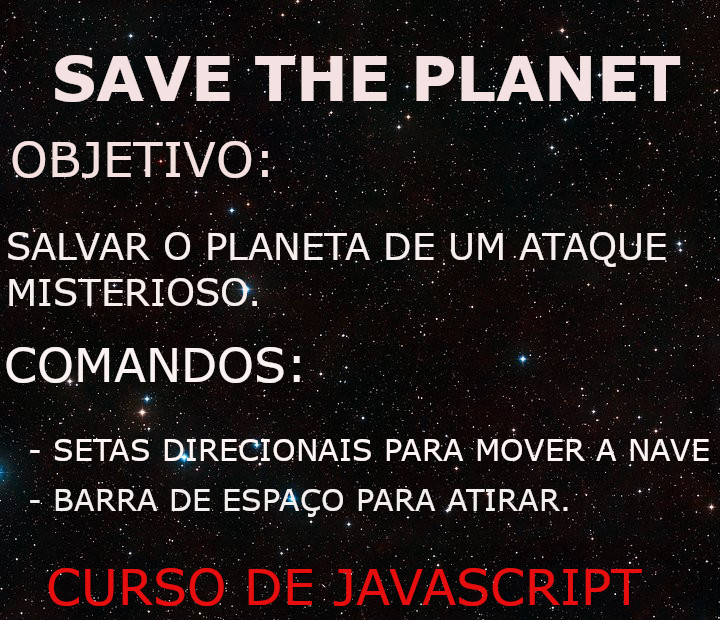 SAVE THE PLANET
OBJETIVO:
SALVAR O PLANETA DE UM ATAQUE
MISTERIOSO.
COMANDOS:
- SETAS DIRECIONAIS PARA MOVER A NAVE
- BARRA DE ESPAÇO PARA ATIRAR.
CURSO DE JAVASCRIPT